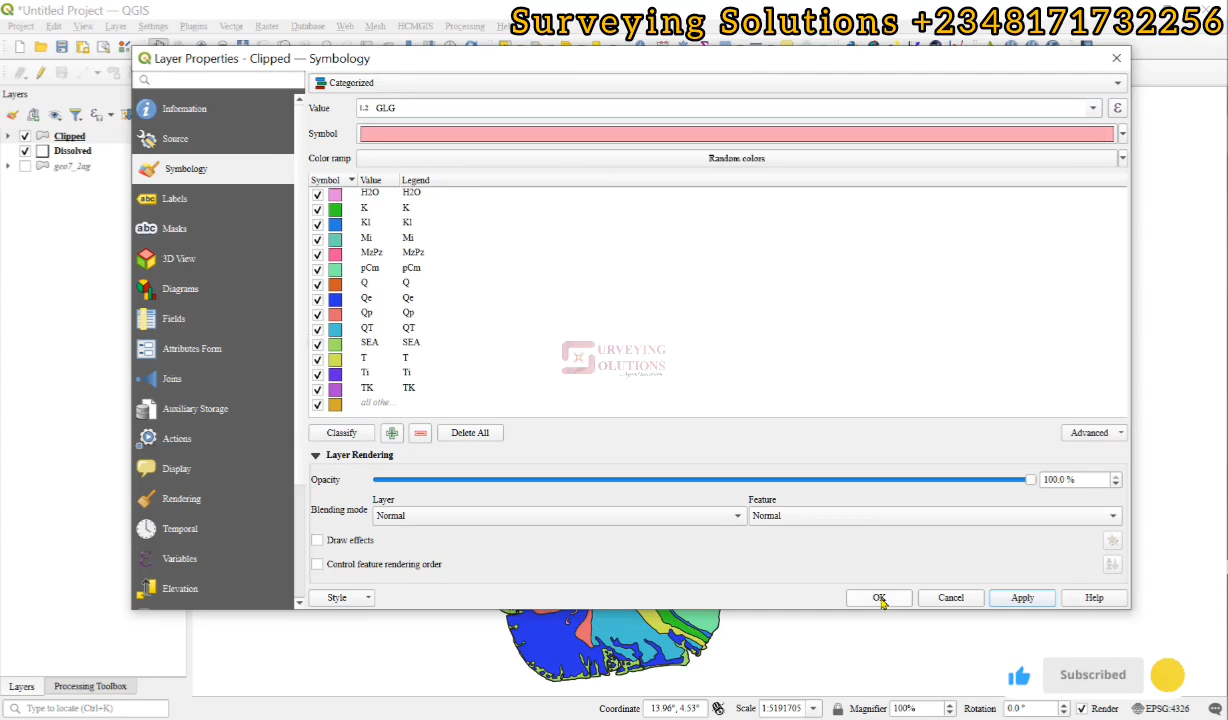 *Untitled Project — QGIS
Surveying Solutions +2348171732256
Project Edit View Layer Settings Plugins Vector Raster Database Web Mesh HCMGIS Processing
Layer Properties - Clipped — Symbology
Layers
Clipped
Dissolved
geo7_2ag
Information
Source
Symbology
Labels
Masks
3D View
Diagrams
Fields
Attributes Form
Joins
Auxiliary Storage
Actions
Display
Rendering
Temporal
Variables
Elevation
Categorized
Value 1.2 GLG ε
Symbol
Color ramp Random colors
Symbol Value Legend
H2O H2O
K K
Kl Kl
Mi Mi
MzPz MzPz
pCm pCm
Q Q
Qe Qe
Qp Qp
QT QT
SEA SEA
T T
Ti Ti
TK TK
all othe...
URVEYING
OLUTIONS
Classify Delete All Advanced
Layer Rendering
Opacity 100.0 %
Layer Feature
Blending mode Normal Normal
Draw effects
Control feature rendering order
Style OK Cancel Apply Help
Subscribed
Layers Processing Toolbox
Type to locate (Ctrl+K) Coordinate 13.96°, 4.53° Scale 1:5191705 Magnifier 100% Rotation 0.0 ° Render EPSG:4326